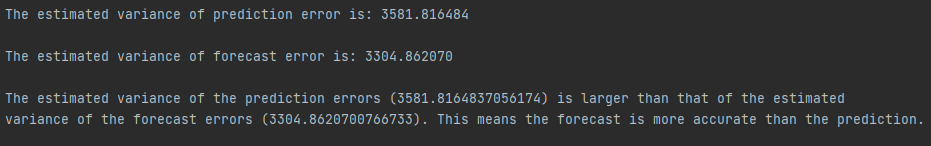 The estimated variance of prediction error is: 3581.816484
The estimated variance of forecast error is: 3304.862070
The estimated variance of the prediction errors (3581.8164837056174) is larger than that of the estimated
variance of the forecast errors (3304.8620700766733). This means the forecast is more accurate than the prediction.